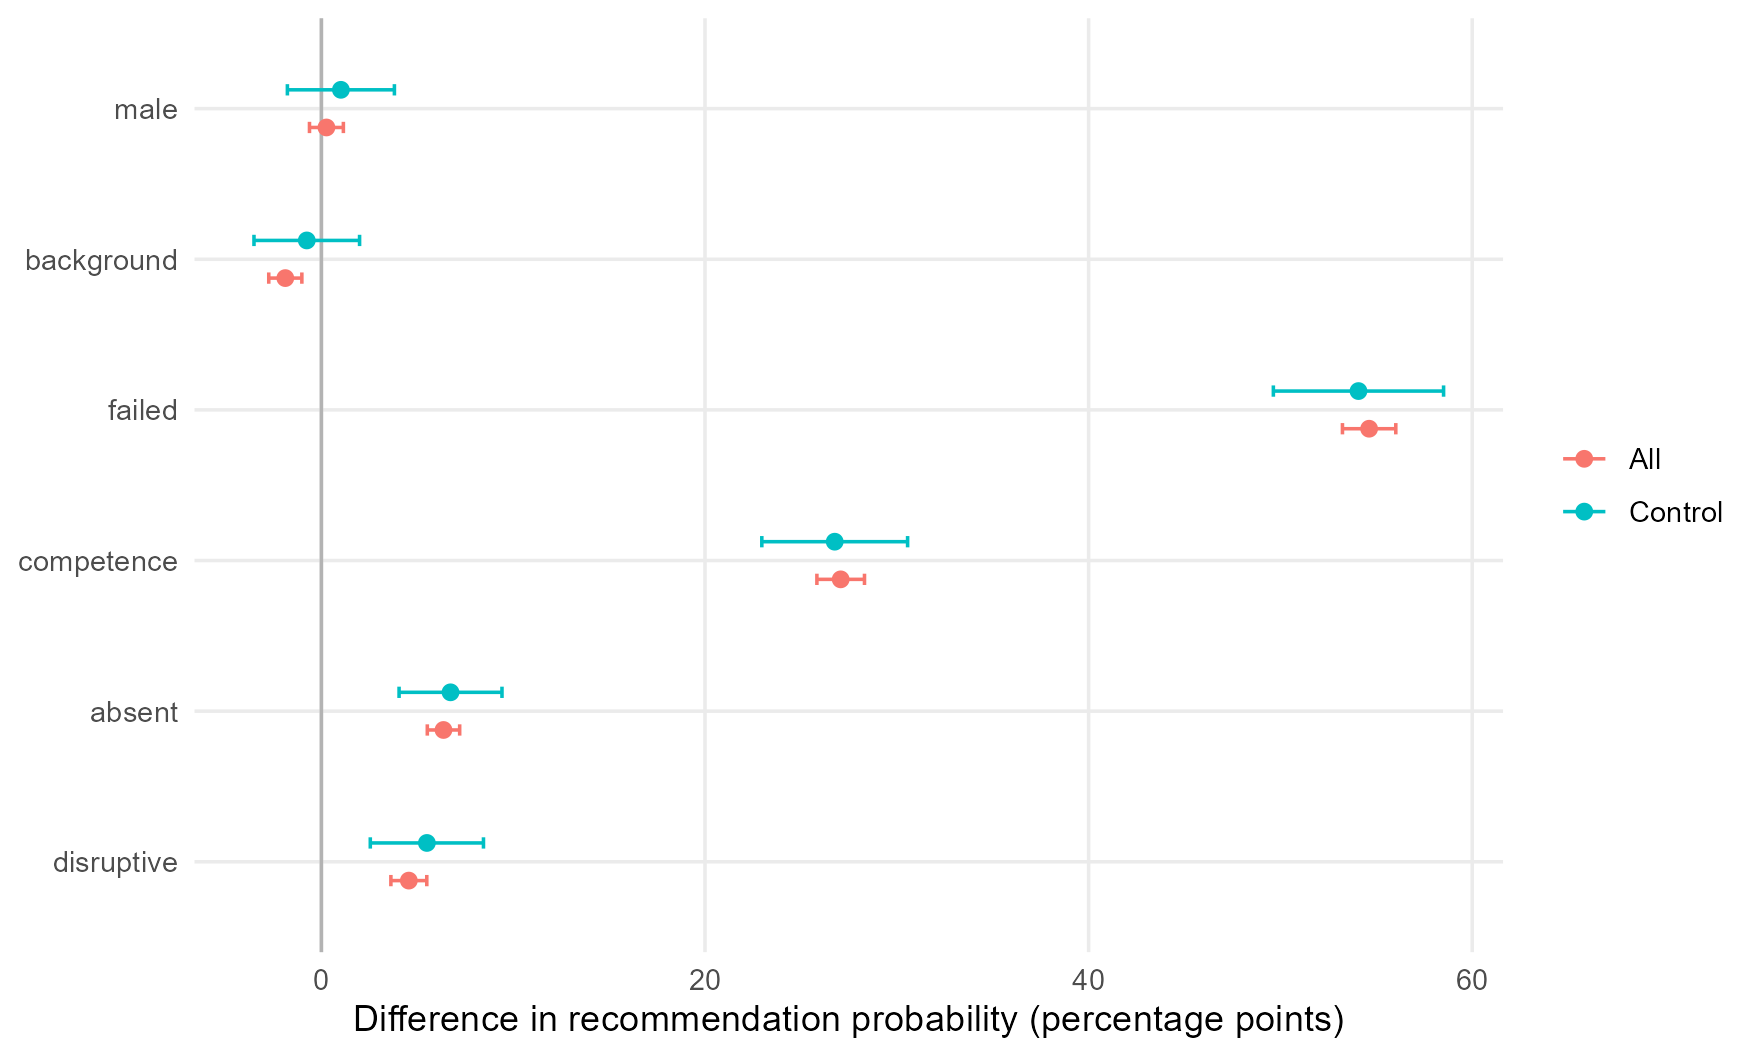 male
background
failed
competence
absent
disruptive
0 20 40 60
Difference in recommendation probability (percentage points)
All
Control